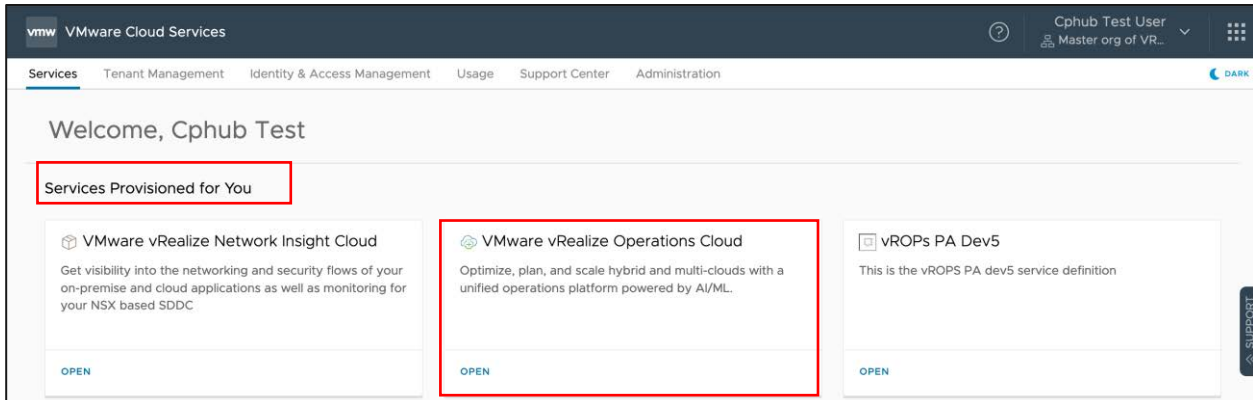 vmw VMware Cloud Services
Cphub Test User
Master org of VR...
Services Tenant Management Identity & Access Management Usage Support Center Administration
DARK
Welcome, Cphub Test
Services Provisioned for You
VMware vRealize Network Insight Cloud
Get visibility into the networking and security flows of your
on-premise and cloud applications as well as monitoring for
your NSX based SDDC
OPEN
VMware vRealize Operations Cloud
Optimize, plan, and scale hybrid and multi-clouds with a
unified operations platform powered by AI/ML.
OPEN
vROPs PA Dev5
This is the vROPS PA dev5 service definition
OPEN
SUPPORT